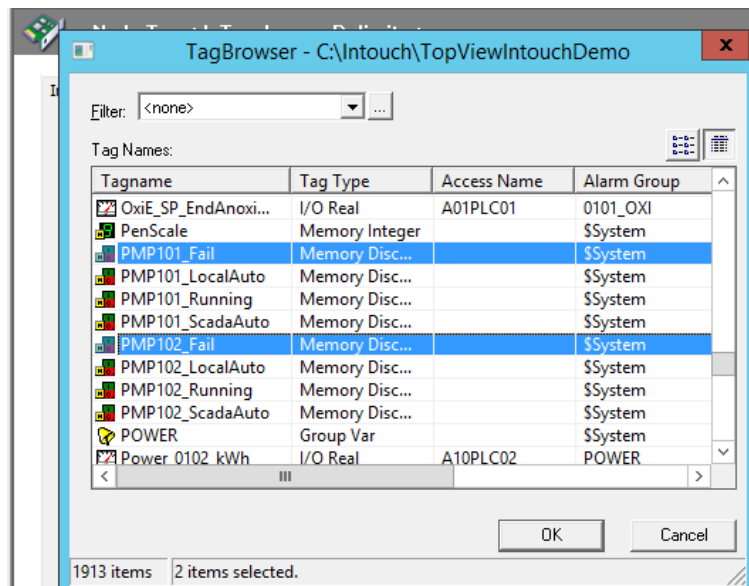 TagBrowser - C:\Intouch\TopViewIntouchDemo
x
Filter: <none> ...
Tag Names:
Tagname Tag Type Access Name Alarm Group
OxiE_SP_EndAnoxi... I/O Real A01PLC01 0101_OXI
PenScale Memory Integer $System
PMP101_Fail Memory Disc... $System
PMP101_LocalAuto Memory Disc... $System
PMP101_Running Memory Disc... $System
PMP101_ScadaAuto Memory Disc... $System
PMP102_Fail Memory Disc... $System
PMP102_LocalAuto Memory Disc... $System
PMP102_Running Memory Disc... $System
PMP102_ScadaAuto Memory Disc... $System
POWER Group Var $System
Power_0102_kWh I/O Real A10PLC02 POWER
OK Cancel
1913 items 2 items selected.